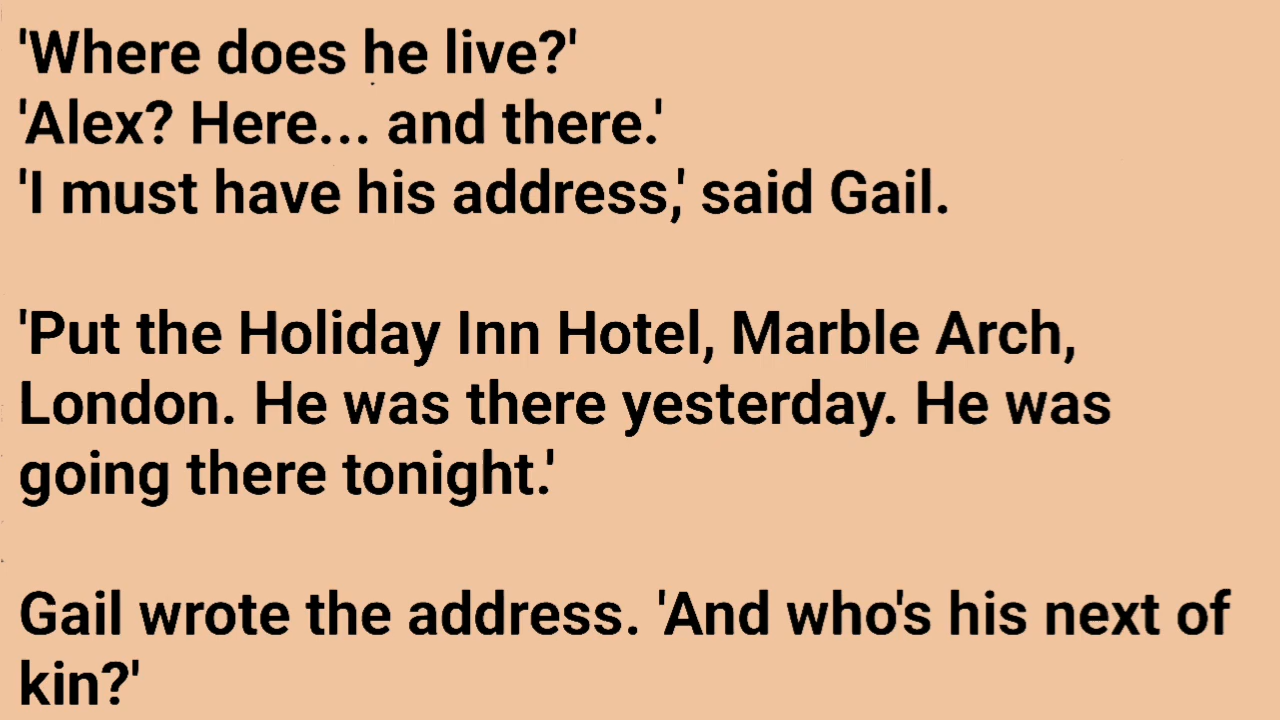 'Where does he live?'
'Alex? Here... and there.'
'I must have his address,' said Gail.
'Put the Holiday Inn Hotel, Marble Arch,
London. He was there yesterday. He was
going there tonight.'
Gail wrote the address. 'And who's his next of
kin?'